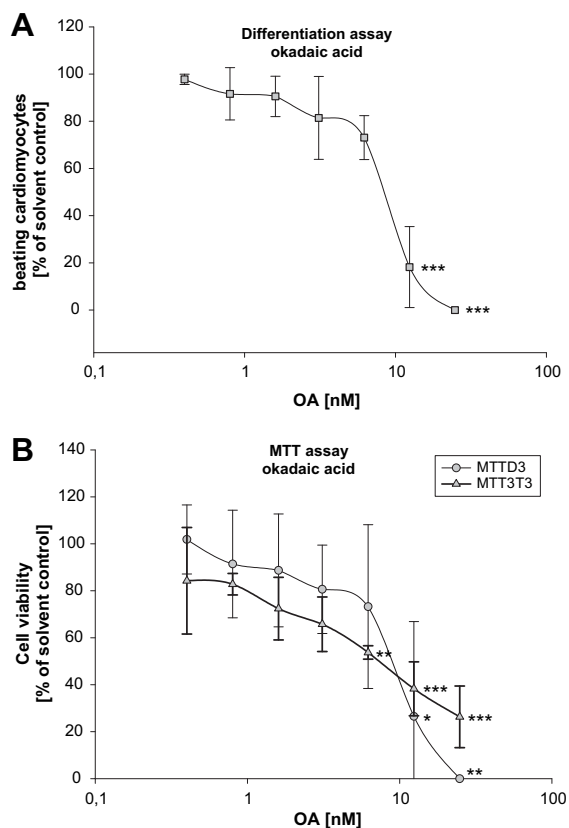 A
Differentiation assay
okadaic acid
beating cardiomyocytes
[% of solvent control]
120
100
80
60
40
20
0
***
***
0,1
1
10
100
OA [nM]
B
MTT assay
okadaic acid
MTTD3
MTT3T3
Cell viability
[% of solvent control]
140
120
100
80
60
40
20
0
**
***
*
***
**
0,1
1
10
100
OA [nM]